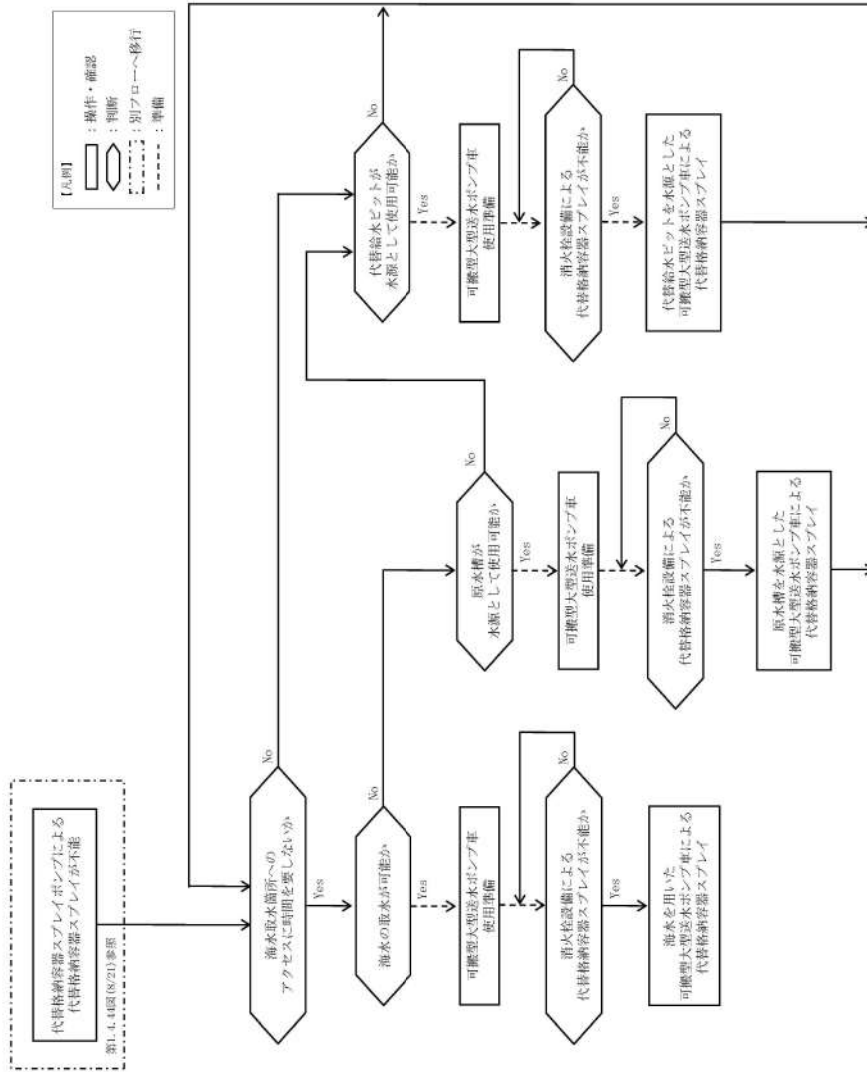 【凡例】
：操作・確認
：判断
：別フローへ移行
：準備
代替格納容器スプレイポンプによる
代替格納容器スプレイが不能
第1.4.44図(8/21)参照
海水取水箇所への
アクセスに時間を要しないか
No
Yes
海水の取水が可能か
No
Yes
可搬型大型送水ポンプ車
使用準備
消火栓設備による
代替格納容器スプレイが不能か
No
Yes
海水を用いた
可搬型大型送水ポンプ車による
代替格納容器スプレイ
原水槽が
水源として使用可能か
No
Yes
可搬型大型送水ポンプ車
使用準備
消火栓設備による
代替格納容器スプレイが不能か
No
Yes
原水槽を水源とした
可搬型大型送水ポンプ車による
代替格納容器スプレイ
代替給水ピットが
水源として使用可能か
No
Yes
可搬型大型送水ポンプ車
使用準備
消火栓設備による
代替格納容器スプレイが不能か
No
Yes
代替給水ピットを水源とした
可搬型大型送水ポンプ車による
代替格納容器スプレイ